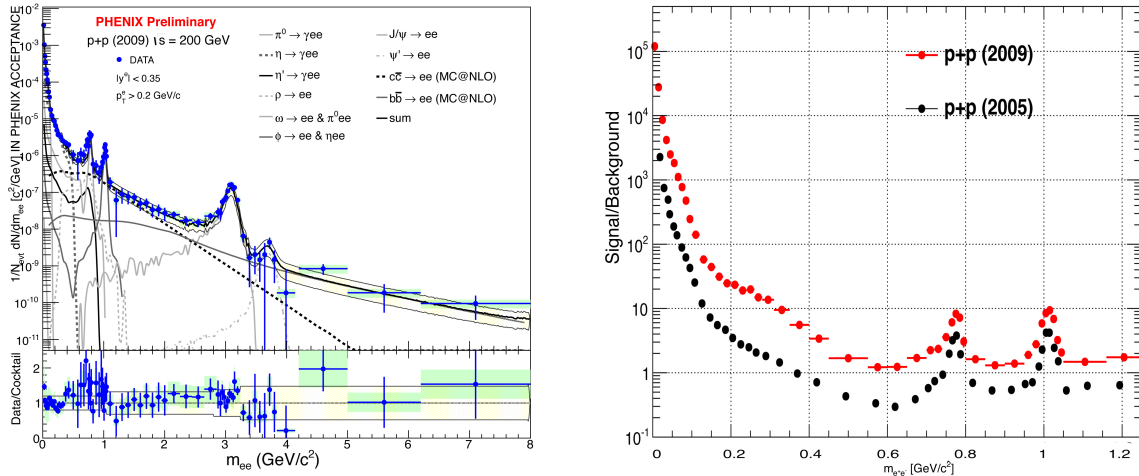 PHENIX Preliminary
p+p (2009) √s = 200 GeV
DATA
|yᵉ| < 0.35
pᵉ_T > 0.2 GeV/c
π⁰ → γee
η → γee
η' → γee
ρ → ee
ω → ee & π⁰ee
φ → ee & ηee
J/ψ → ee
ψ' → ee
cc̅ → ee (MC@NLO)
bb̅ → ee (MC@NLO)
sum
1/N_evt dN/dm_ee [c²/GeV] IN PHENIX ACCEPTANCE
10⁻²
10⁻³
10⁻⁴
10⁻⁵
10⁻⁶
10⁻⁷
10⁻⁸
10⁻⁹
10⁻¹⁰
10⁻¹¹
Data/Cocktail
2
1
0
0 1 2 3 4 5 6 7 8
m_ee (GeV/c²)
p+p (2009)
p+p (2005)
Signal/Background
10⁵
10⁴
10³
10²
10
1
10⁻¹
0 0.2 0.4 0.6 0.8 1 1.2
m_e⁺e⁻ [GeV/c²]